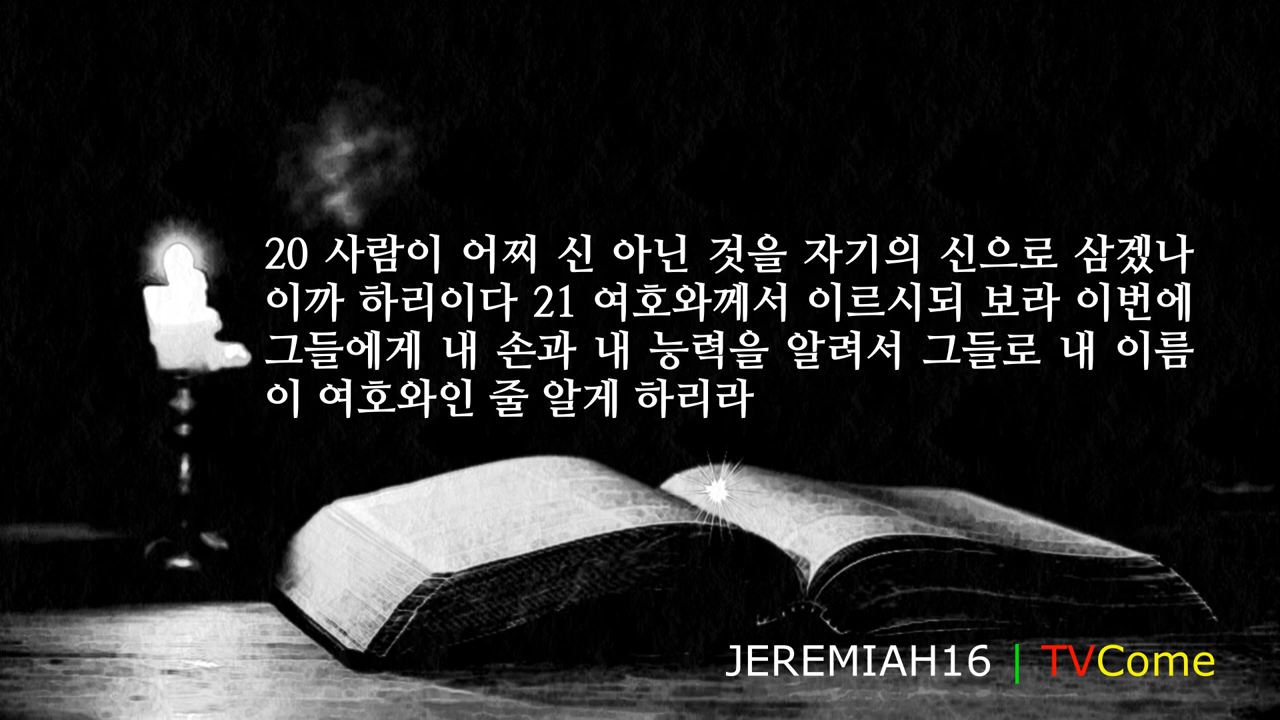 20 사람이 어찌 신 아닌 것을 자기의 신으로 삼겠나
이까 하리이다 21 여호와께서 이르시되 보라 이번에
그들에게 내 손과 내 능력을 알려서 그들로 내 이름
이 여호와인 줄 알게 하리라
JEREMIAH16 | TVCome